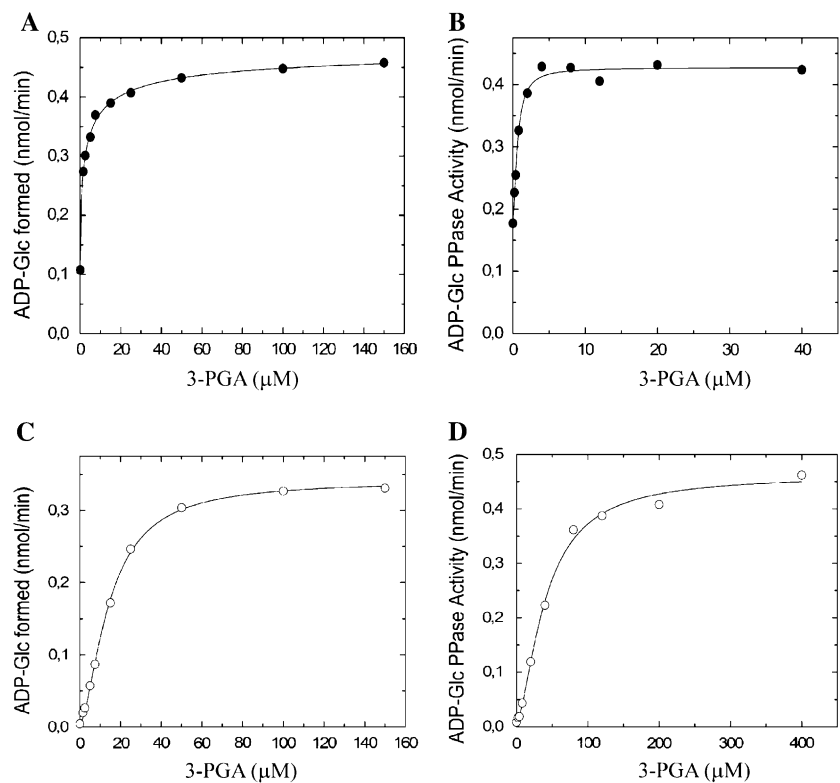 A
ADP-Glc formed (nmol/min)
0,5
0,4
0,3
0,2
0,1
0,0
0 20 40 60 80 100 120 140 160
3-PGA (μM)
B
ADP-Glc PPase Activity (nmol/min)
0,4
0,3
0,2
0,1
0,0
0 10 20 30 40
3-PGA (μM)
C
ADP-Glc formed (nmol/min)
0,3
0,2
0,1
0,0
0 20 40 60 80 100 120 140 160
3-PGA (μM)
D
ADP-Glc PPase Activity (nmol/min)
0,5
0,4
0,3
0,2
0,1
0,0
0 100 200 300 400
3-PGA (μM)